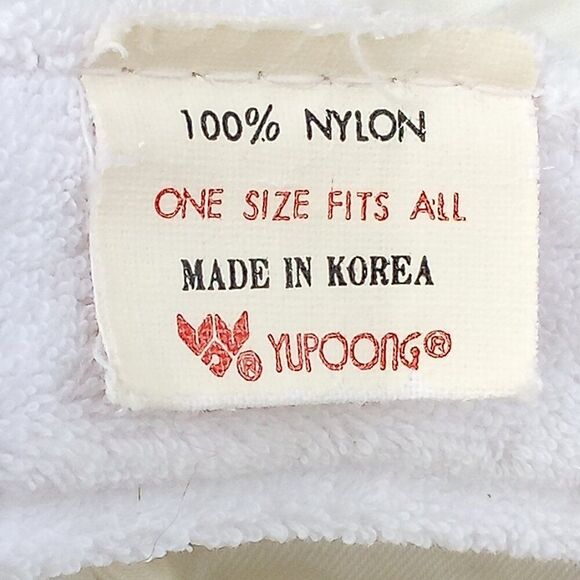 100% NYLON
ONE SIZE FITS ALL
MADE IN KOREA
® YUPOONG®